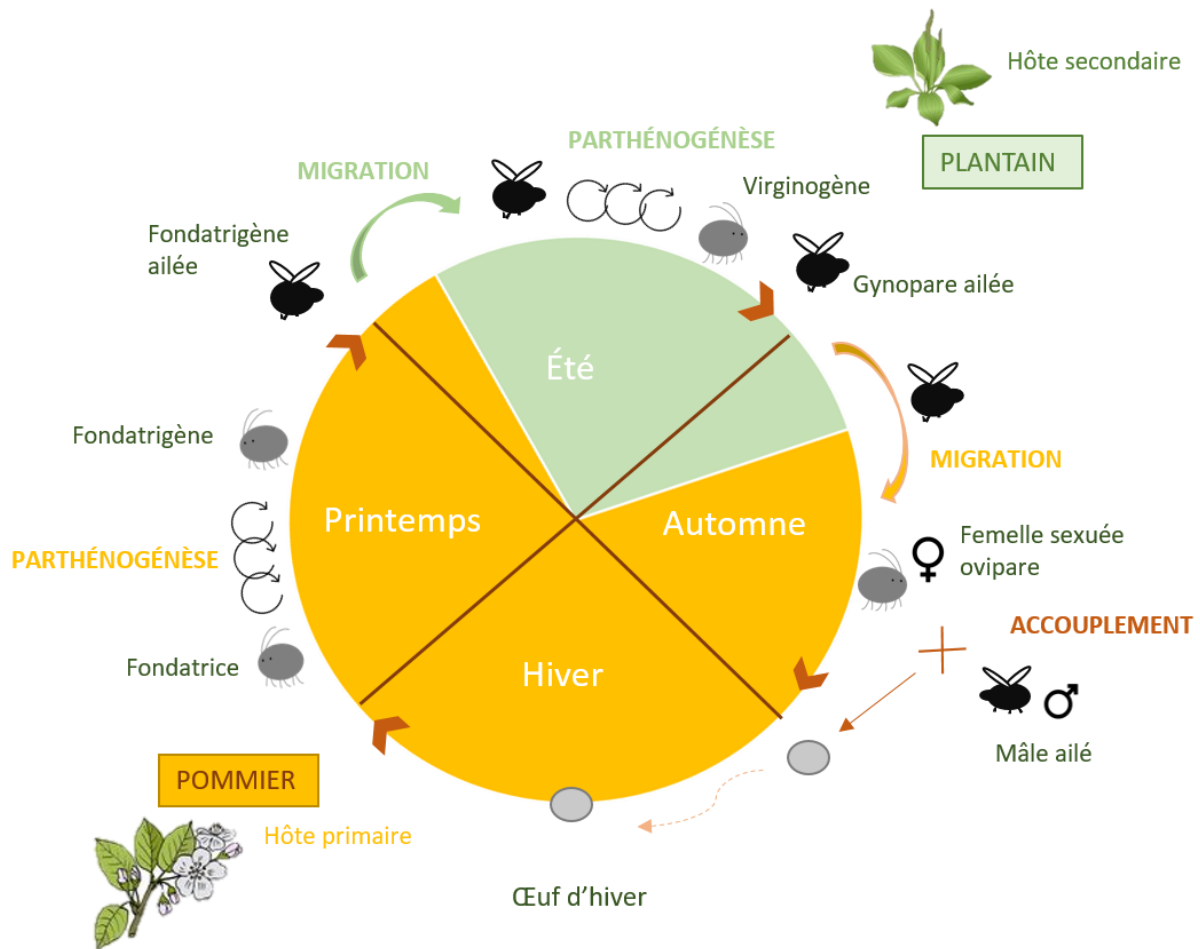 Hôte secondaire
PLANTAIN
PARTHÉNOGÉNÈSE
MIGRATION
Virginogène
Fondatrigène
ailée
Gynopare ailée
Été
Fondatrigène
MIGRATION
Printemps
Automne
Femelle sexuée
ovipare
PARTHÉNOGÉNÈSE
ACCOUPLEMENT
Fondatrice
Hiver
Mâle ailé
POMMIER
Hôte primaire
Œuf d’hiver